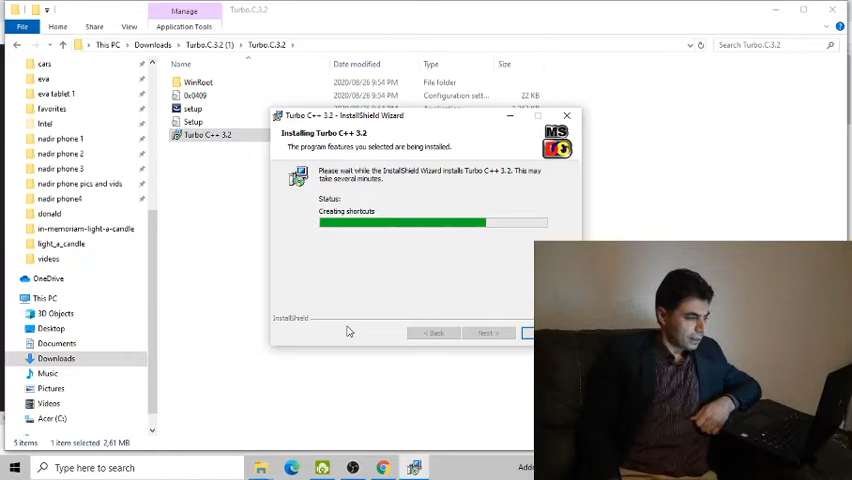 Manage
Turbo.C.3.2
File
Home
Share
View
Application Tools
This PC
Downloads
Turbo.C.3.2 (1)
Turbo.C.3.2
Search Turbo.C.3.2
cars
eva
eva tablet 1
favorites
Intel
nadir phone 1
nadir phone 2
nadir phone 3
nadir phone pics and vids
nadir phone4
donald
in-memoriam-light-a-candle
light_a_candle
videos
OneDrive
This PC
3D Objects
Desktop
Documents
Downloads
Music
Pictures
Videos
Acer (C:)
Name
Date modified
Type
Size
WinRoot
2020/08/26 9:54 PM
File folder
0x0409
2020/08/26 9:54 PM
Configuration sett...
22 KB
setup
Setup
Turbo C++ 3.2
Turbo C++ 3.2 - InstallShield Wizard
Installing Turbo C++ 3.2
The program features you selected are being installed.
MS
Please wait while the InstallShield Wizard installs Turbo C++ 3.2. This may
take several minutes.
Status:
Creating shortcuts
InstallShield
< Back
Next >
5 items
1 item selected 2,61 MB
Type here to search